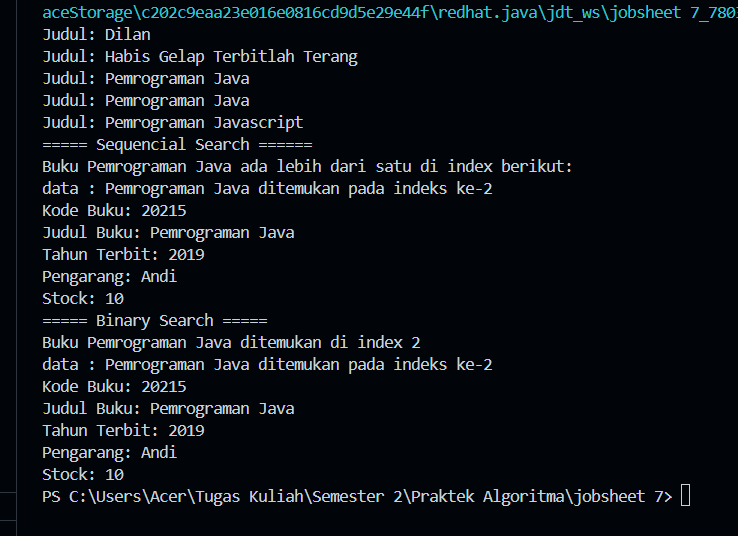 aceStorage\c202c9eaa23e016e0816cd9d5e29e44f\redhat.java\jdt_ws\jobsheet 7_780
Judul: Dilan
Judul: Habis Gelap Terbitlah Terang
Judul: Pemrograman Java
Judul: Pemrograman Java
Judul: Pemrograman Javascript
===== Sequencial Search ======
Buku Pemrograman Java ada lebih dari satu di index berikut:
data : Pemrograman Java ditemukan pada indeks ke-2
Kode Buku: 20215
Judul Buku: Pemrograman Java
Tahun Terbit: 2019
Pengarang: Andi
Stock: 10
===== Binary Search =====
Buku Pemrograman Java ditemukan di index 2
data : Pemrograman Java ditemukan pada indeks ke-2
Kode Buku: 20215
Judul Buku: Pemrograman Java
Tahun Terbit: 2019
Pengarang: Andi
Stock: 10
PS C:\Users\Acer\Tugas Kuliah\Semester 2\Praktek Algoritma\jobsheet 7>